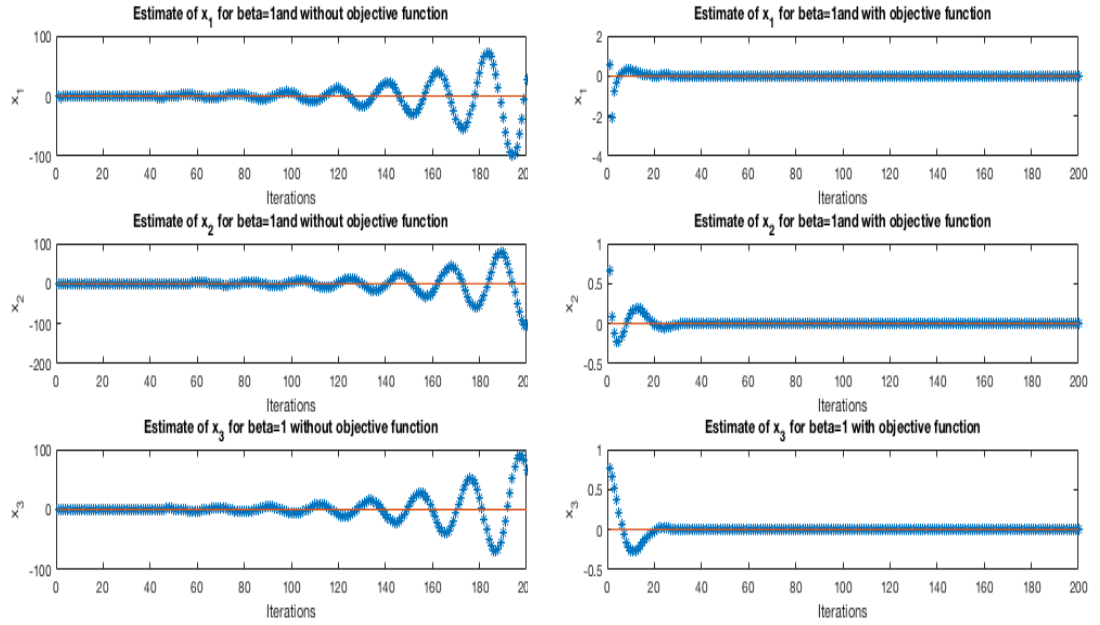 Estimate of x1 for beta=1and without objective function
100
0
-100
x1
0 20 40 60 80 100 120 140 160 180 20
Iterations
Estimate of x1 for beta=1and with objective function
2
0
-2
-4
x1
0 20 40 60 80 100 120 140 160 180 200
Iterations
Estimate of x2 for beta=1and without objective function
100
0
-100
-200
x2
0 20 40 60 80 100 120 140 160 180 20
Iterations
Estimate of x2 for beta=1and with objective function
1
0.5
0
-0.5
x2
0 20 40 60 80 100 120 140 160 180 200
Iterations
Estimate of x3 for beta=1 without objective function
100
0
-100
x3
0 20 40 60 80 100 120 140 160 180 20
Iterations
Estimate of x3 for beta=1 with objective function
1
0.5
0
-0.5
x3
0 20 40 60 80 100 120 140 160 180 200
Iterations